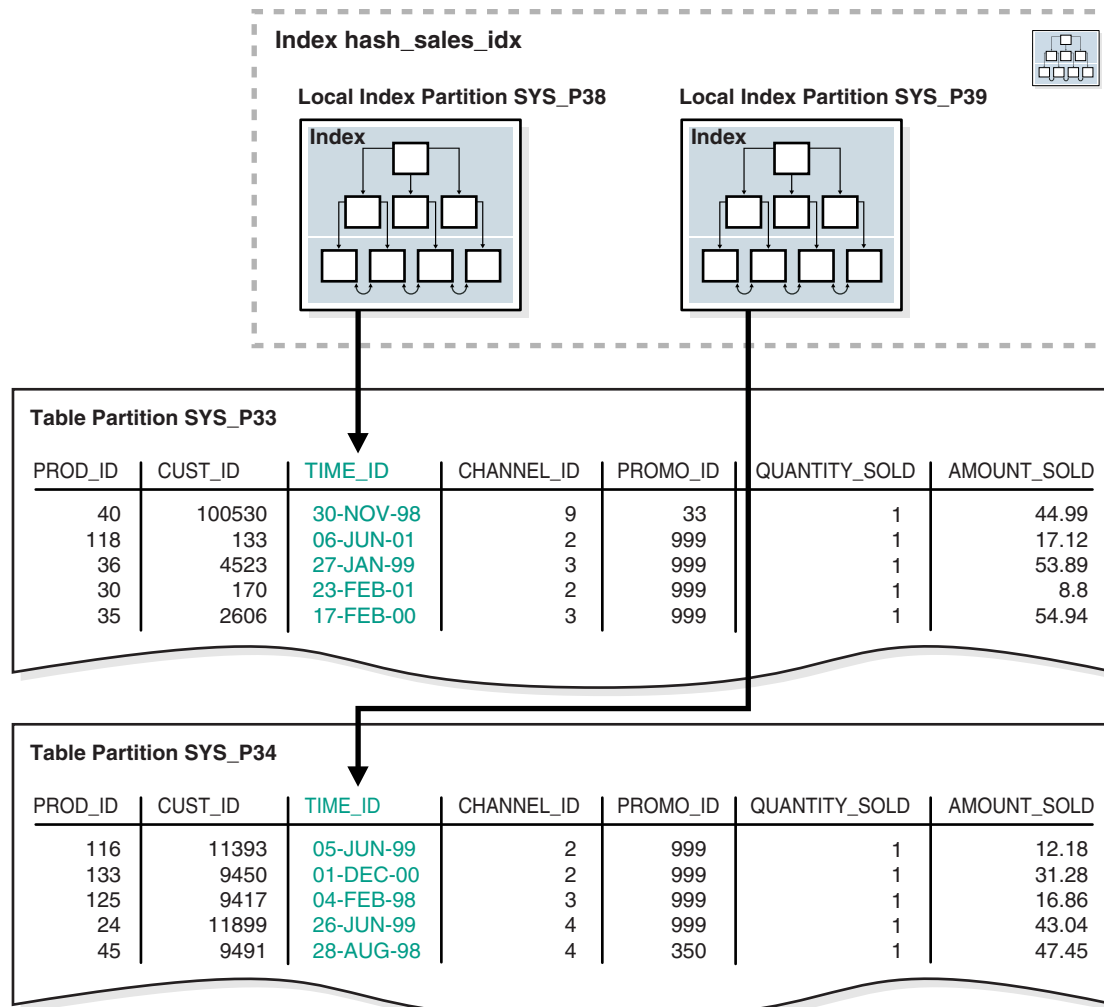 Index hash_sales_idx
Local Index Partition SYS_P38 Local Index Partition SYS_P39
Index Index
Table Partition SYS_P33
PROD_ID CUST_ID TIME_ID CHANNEL_ID PROMO_ID QUANTITY_SOLD AMOUNT_SOLD
40 100530 30-NOV-98 9 33 1 44.99
118 133 06-JUN-01 2 999 1 17.12
36 4523 27-JAN-99 3 999 1 53.89
30 170 23-FEB-01 2 999 1 8.8
35 2606 17-FEB-00 3 999 1 54.94
Table Partition SYS_P34
PROD_ID CUST_ID TIME_ID CHANNEL_ID PROMO_ID QUANTITY_SOLD AMOUNT_SOLD
116 11393 05-JUN-99 2 999 1 12.18
133 9450 01-DEC-00 2 999 1 31.28
125 9417 04-FEB-98 3 999 1 16.86
24 11899 26-JUN-99 4 999 1 43.04
45 9491 28-AUG-98 4 350 1 47.45